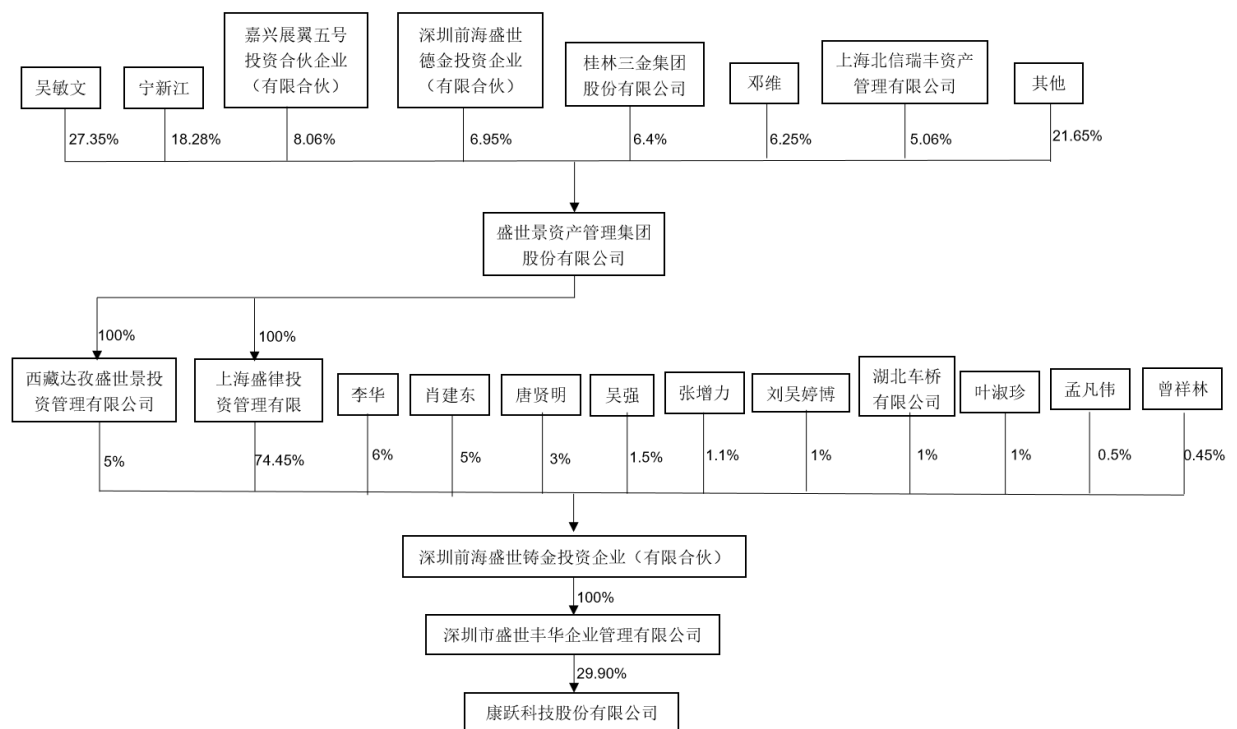 吴敏文
宁新江
嘉兴展翼五号
投资合伙企业
（有限合伙）
深圳前海盛世
德金投资企业
（有限合伙）
桂林三金集团
股份有限公司
邓维
上海北信瑞丰资产
管理有限公司
其他
27.35%
18.28%
8.06%
6.95%
6.4%
6.25%
5.06%
21.65%
盛世景资产管理集团
股份有限公司
100%
100%
西藏达孜盛世景投
资管理有限公司
上海盛律投
资管理有限
李华
肖建东
唐贤明
吴强
张增力
刘吴婷博
湖北车桥
有限公司
叶淑珍
孟凡伟
曾祥林
5%
74.45%
6%
5%
3%
1.5%
1.1%
1%
1%
1%
0.5%
0.45%
深圳前海盛世铸金投资企业（有限合伙）
100%
深圳市盛世丰华企业管理有限公司
29.90%
康跃科技股份有限公司